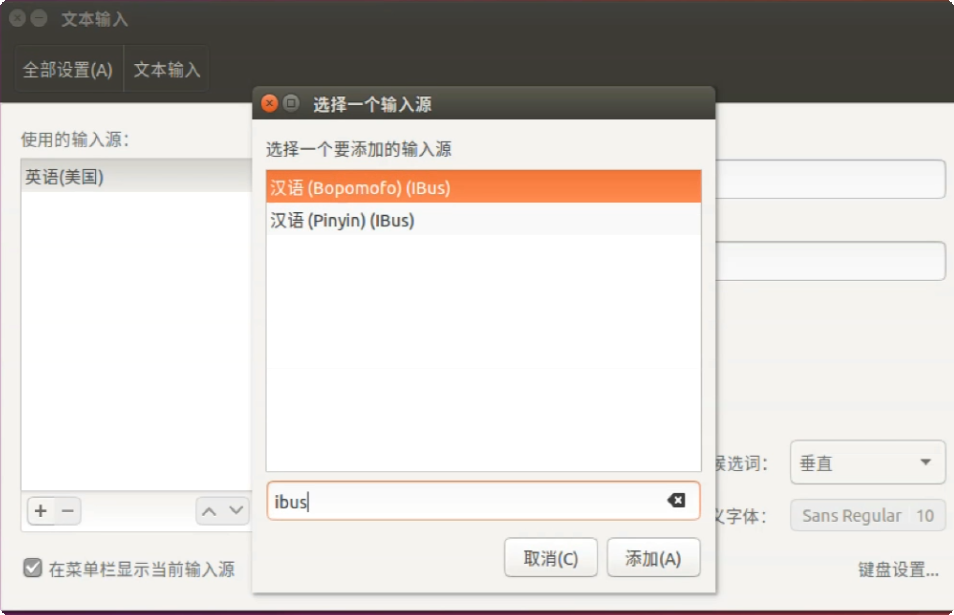 文本输入
全部设置(A) 文本输入
使用的输入源：
英语(美国)
选择一个输入源
选择一个要添加的输入源
汉语 (Bopomofo) (IBus)
汉语 (Pinyin) (IBus)
ibus
取消(C) 添加(A)
选词： 垂直
字体： Sans Regular 10
在菜单栏显示当前输入源
键盘设置...